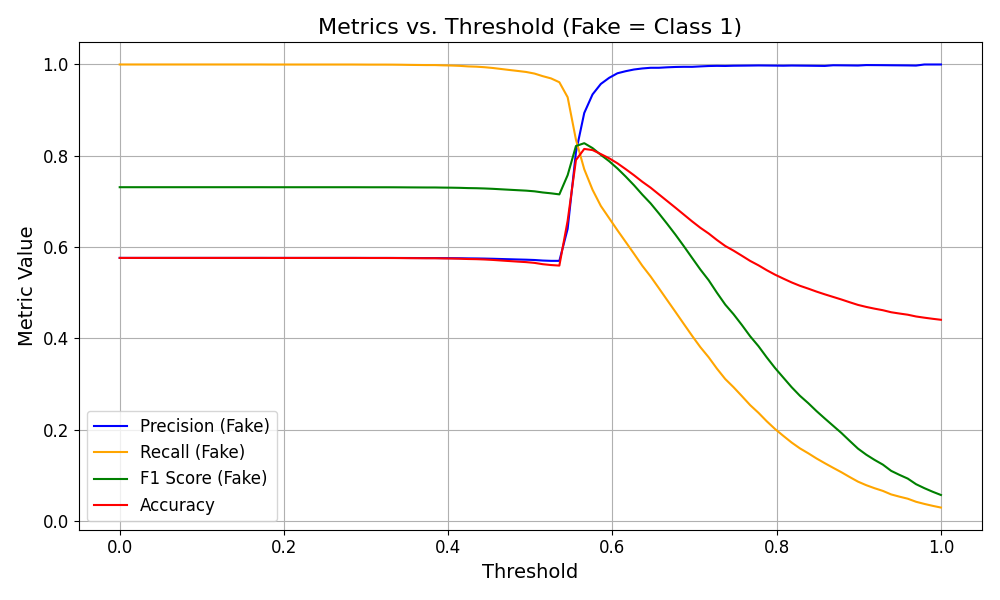 Metrics vs. Threshold (Fake = Class 1)
Metric Value
1.0
0.8
0.6
0.4
0.2
0.0
Precision (Fake)
Recall (Fake)
F1 Score (Fake)
Accuracy
0.0 0.2 0.4 0.6 0.8 1.0
Threshold